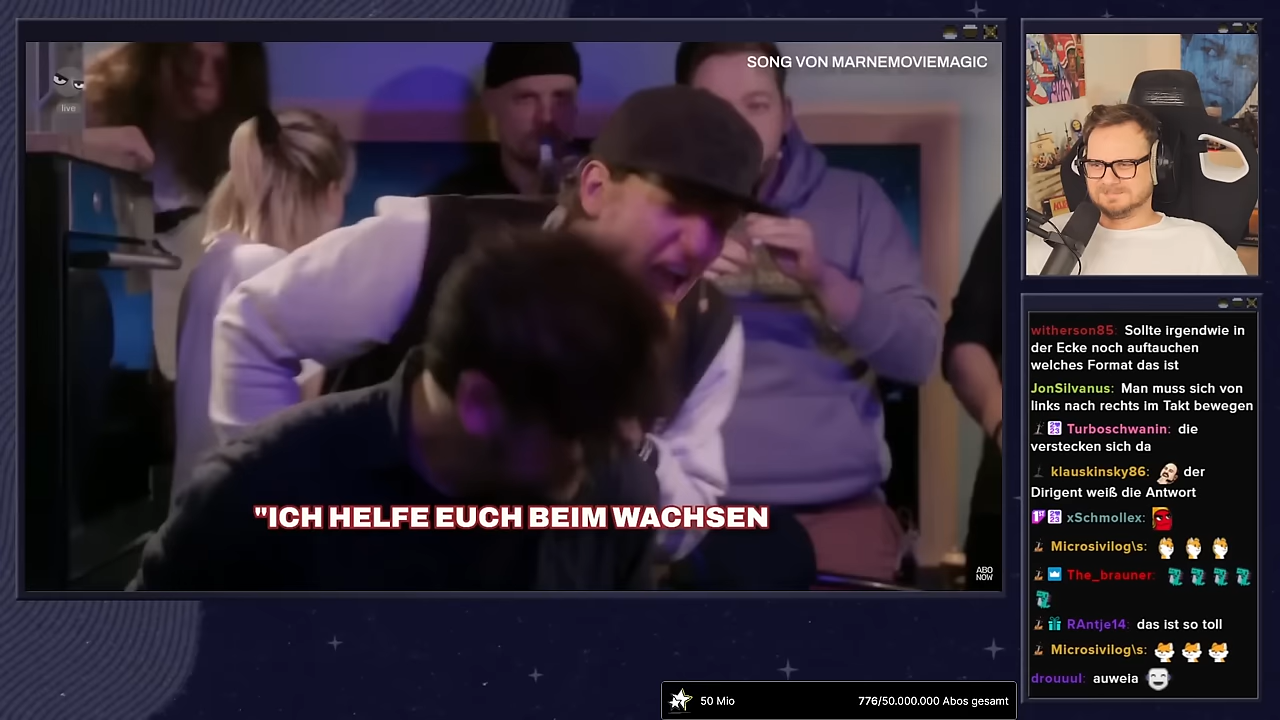 SONG VON MARNEMOVIEMAGIC
live
"ICH HELFE EUCH BEIM WACHSEN
ABO
NOW
witherson85: Sollte irgendwie in
der Ecke noch auftauchen
welches Format das ist
JonSilvanus: Man muss sich von
links nach rechts im Takt bewegen
Turboschwanin: die
verstecken sich da
klauskinsky86: der
Dirigent weiß die Antwort
xSchmollex:
Microsivilog\s:
The_brauner:
RAntje14: das ist so toll
Microsivilog\s:
drouuul: auweia
50 Mio
776/50.000.000 Abos gesamt